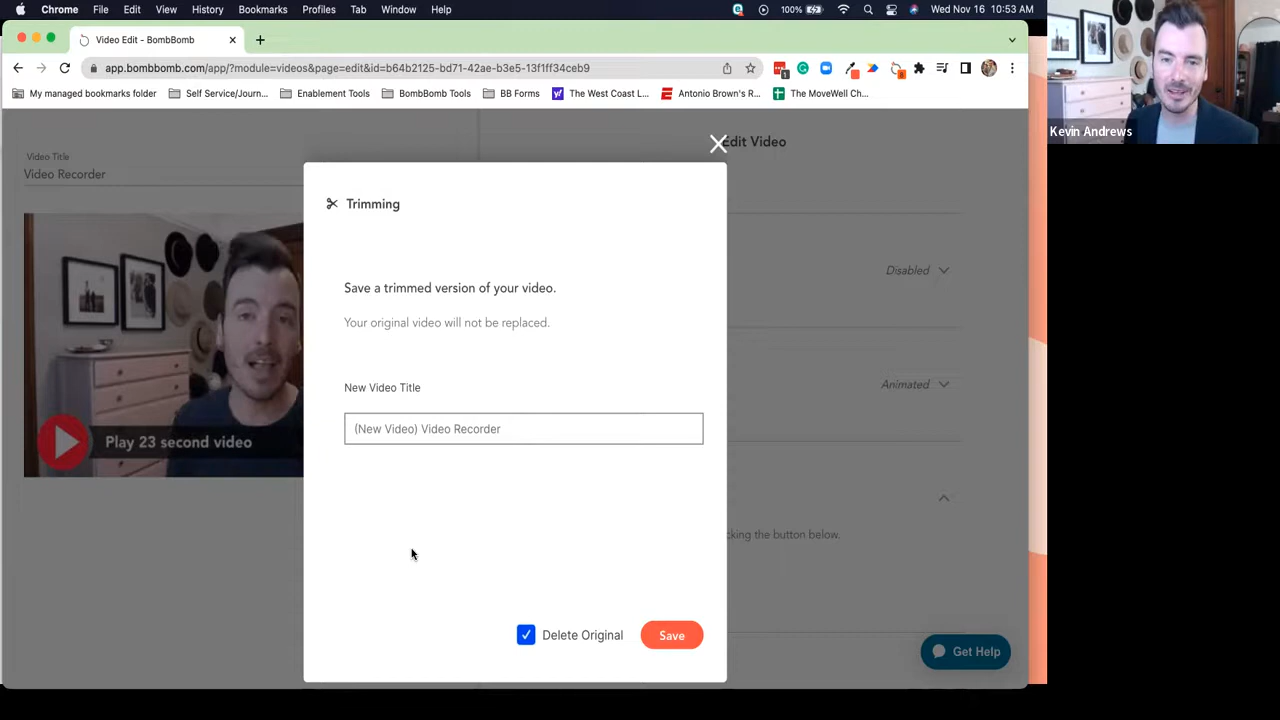 Chrome File Edit View History Bookmarks Profiles Tab Window Help 100% Wed Nov 16 10:53 AM
Video Edit - BombBomb
app.bombbomb.com/app/?module=videos&page=edit&id=b64b2125-bd71-42ae-b3e5-13f1ff34ceb9
My managed bookmarks folder Self Service/Journ... Enablement Tools BombBomb Tools BB Forms The West Coast L... Antonio Brown's R... The MoveWell Ch...
Kevin Andrews
Edit Video
Video Title
Video Recorder
Trimming
Disabled
Save a trimmed version of your video.
Your original video will not be replaced.
New Video Title
Animated
(New Video) Video Recorder
Play 23 second video
cking the button below.
Delete Original
Save
Get Help